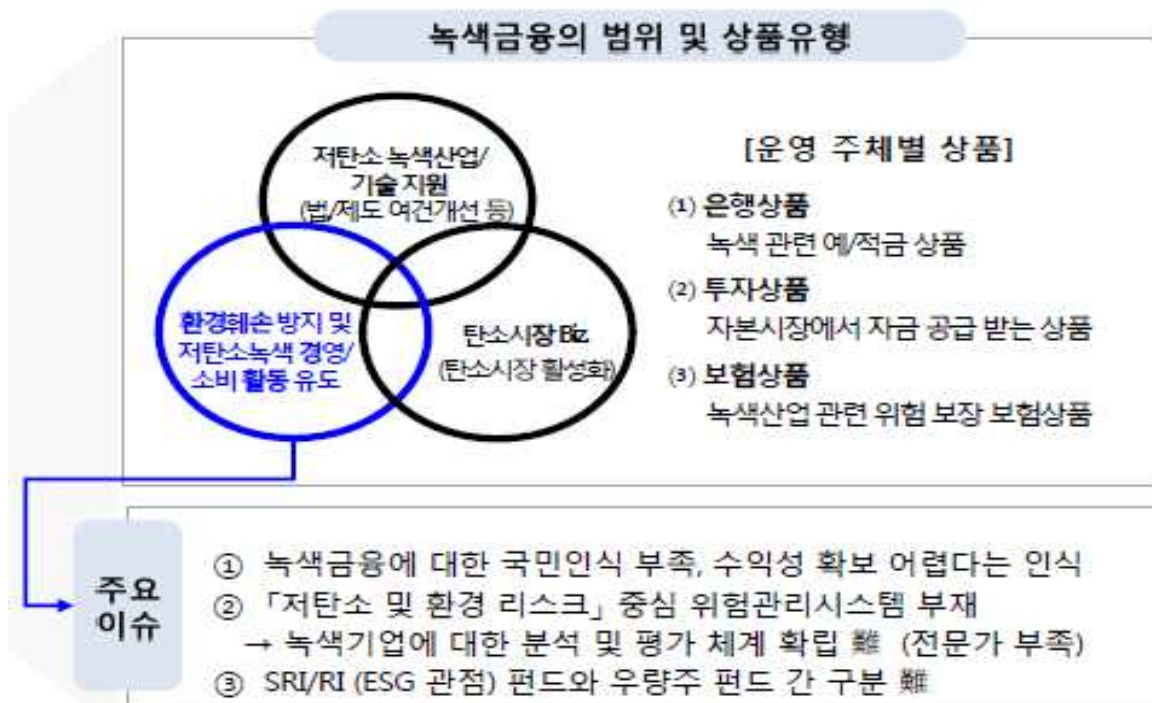 녹색금융의 범위 및 상품유형
저탄소 녹색산업/
기술 지원
(법/제도 여건개선 등)
환경훼손 방지 및
저탄소녹색 경영/
소비 활동 유도
탄소시장 Biz.
(탄소시장 활성화)
[운영 주체별 상품]
(1) 은행상품
녹색 관련 예/적금 상품
(2) 투자상품
자본시장에서 자금 공급 받는 상품
(3) 보험상품
녹색산업 관련 위험 보장 보험상품
주요
이슈
① 녹색금융에 대한 국민인식 부족, 수익성 확보 어렵다는 인식
② 「저탄소 및 환경 리스크」 중심 위험관리시스템 부재
→ 녹색기업에 대한 분석 및 평가 체계 확립 難 (전문가 부족)
③ SRI/RI (ESG 관점) 펀드와 우량주 펀드 간 구분 難